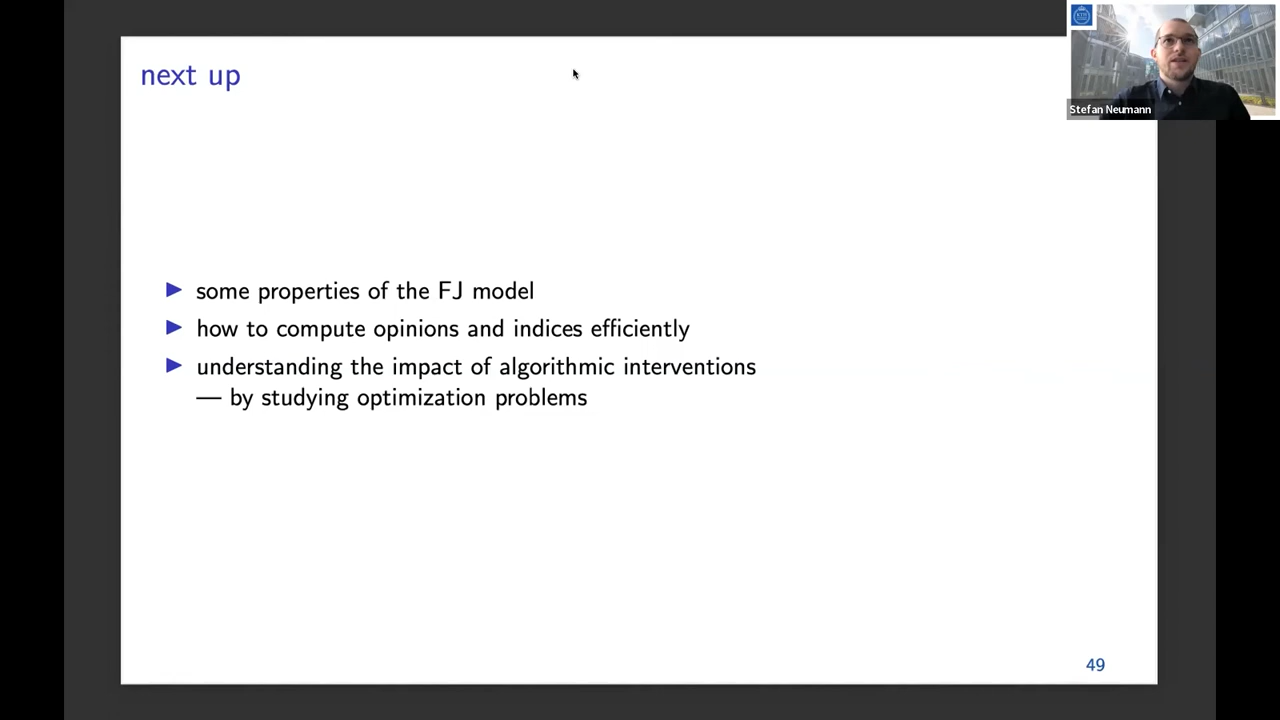 next up
Stefan Neumann
▶ some properties of the FJ model
▶ how to compute opinions and indices efficiently
▶ understanding the impact of algorithmic interventions
— by studying optimization problems
49